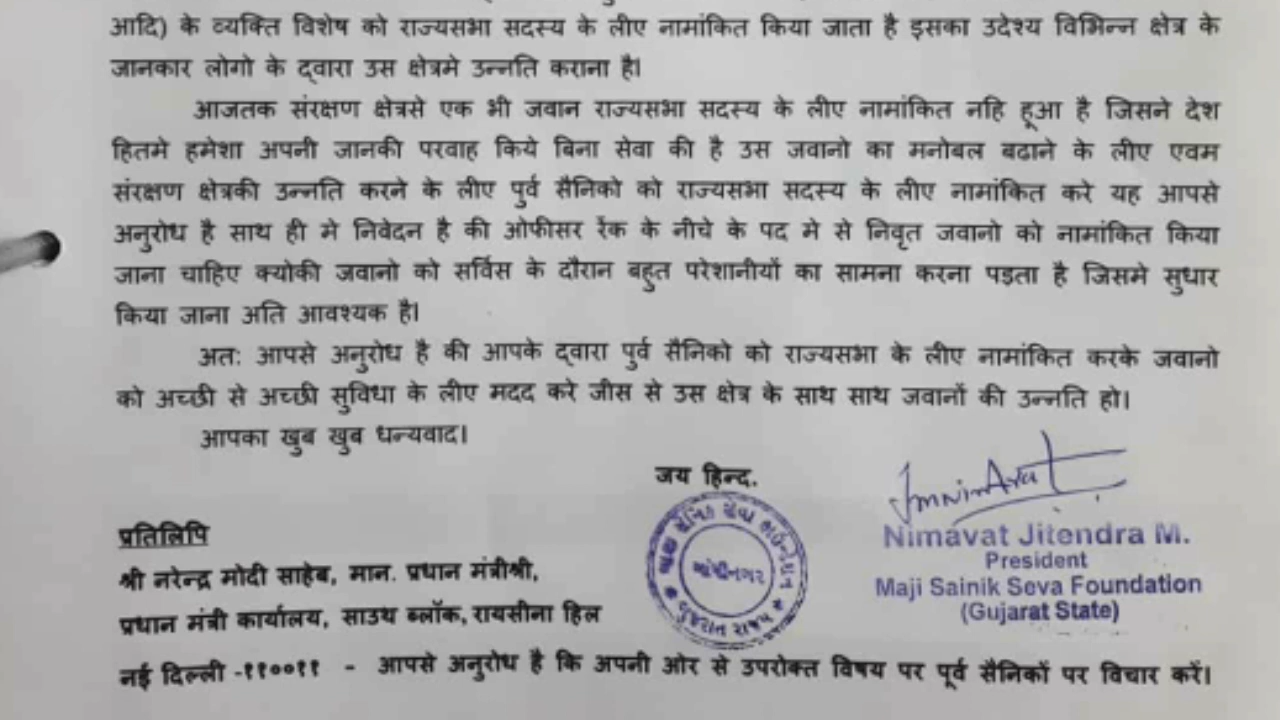 आदि) के व्यक्ति विशेष को राज्यसभा सदस्य के लीए नामांकित किया जाता है इसका उदेश्य विभिन्न क्षेत्र के
जानकार लोगो के द्वारा उस क्षेत्रमे उन्नति कराना है।
आजतक संरक्षण क्षेत्रसे एक भी जवान राज्यसभा सदस्य के लीए नामांकित नहि हूआ है जिसने देश
हितमे हमेशा अपनी जानकी परवाह किये बिना सेवा की है उस जवानो का मनोबल बढाने के लीए एवम
संरक्षण क्षेत्रकी उन्नति करने के लीए पुर्व सैनिको को राज्यसभा सदस्य के लीए नामांकित करे यह आपसे
अनुरोध है साथ ही मे निवेदन है की ओफीसर रेंक के नीचे के पद मे से निवृत जवानो को नामांकित किया
जाना चाहिए क्योकी जवानो को सर्विस के दौरान बहुत परेशानीयों का सामना करना पड़ता है जिसमे सुधार
किया जाना अति आवश्यक है।
अत: आपसे अनुरोध है की आपके द्वारा पुर्व सैनिको को राज्यसभा के लीए नामांकित करके जवानो
को अच्छी से अच्छी सुविधा के लीए मदद करे जीस से उस क्षेत्र के साथ साथ जवानों की उन्नति हो।
आपका खुब खुब धन्यवाद।
जय हिन्द.
Nimavat Jitendra M.
President
Maji Sainik Seva Foundation
(Gujarat State)
માજી સૈનિક સેવા ફાઉન્ડેશન
ગાંધીનગર
ગુજરાત રાજ્ય
प्रतिलिपि
श्री नरेन्द्र मोदी साहेब, मान. प्रधान मंत्रीश्री,
प्रधान मंत्री कार्यालय, साउथ ब्लॉक, रायसीना हिल
नई दिल्ली -११००११ - आपसे अनुरोध है कि अपनी ओर से उपरोक्त विषय पर पूर्व सैनिकों पर विचार करें।